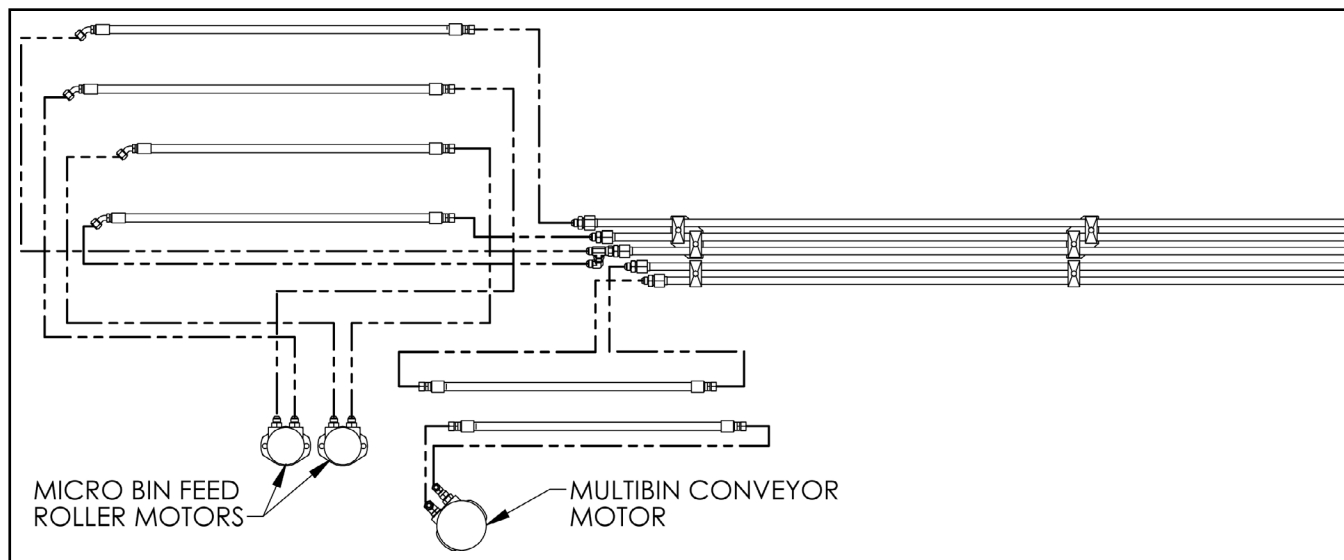 MICRO BIN FEED
ROLLER MOTORS
MULTIBIN CONVEYOR
MOTOR